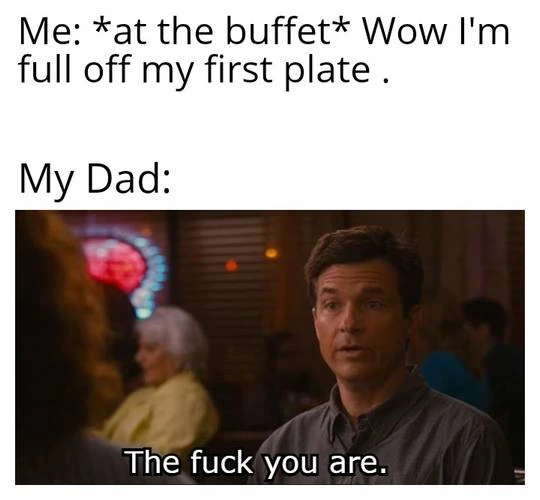 Me: *at the buffet* Wow I'm
full off my first plate .
My Dad:
The fuck you are.